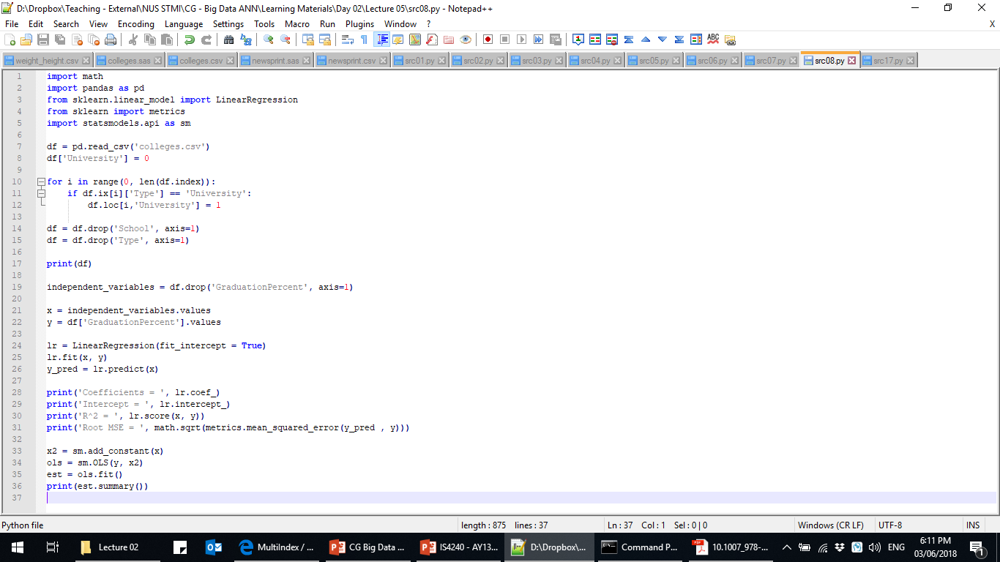 D:\Dropbox\Teaching - External\NUS STMI\CG - Big Data ANN\Learning Materials\Day 02\Lecture 05\src08.py - Notepad++
File Edit Search View Encoding Language Settings Tools Macro Run Plugins Window ? X
weight_height.csv colleges.sas colleges.csv newsprint.sas newsprint.csv src01.py src02.py src03.py src04.py src05.py src06.py src07.py src08.py src17.py
1 import math
2 import pandas as pd
3 from sklearn.linear_model import LinearRegression
4 from sklearn import metrics
5 import statsmodels.api as sm
6
7 df = pd.read_csv('colleges.csv')
8 df['University'] = 0
9
10 for i in range(0, len(df.index)):
11     if df.ix[i]['Type'] == 'University':
12         df.loc[i,'University'] = 1
13
14 df = df.drop('School', axis=1)
15 df = df.drop('Type', axis=1)
16
17 print(df)
18
19 independent_variables = df.drop('GraduationPercent', axis=1)
20
21 x = independent_variables.values
22 y = df['GraduationPercent'].values
23
24 lr = LinearRegression(fit_intercept = True)
25 lr.fit(x, y)
26 y_pred = lr.predict(x)
27
28 print('Coefficients = ', lr.coef_)
29 print('Intercept = ', lr.intercept_)
30 print('R^2 = ', lr.score(x, y))
31 print('Root MSE = ', math.sqrt(metrics.mean_squared_error(y_pred , y)))
32
33 x2 = sm.add_constant(x)
34 ols = sm.OLS(y, x2)
35 est = ols.fit()
36 print(est.summary())
37
Python file length : 875 lines : 37 Ln : 37 Col : 1 Sel : 0 | 0 Windows (CR LF) UTF-8 INS
Lecture 02 MultiIndex / ... CG Big Data ... IS4240 - AY13... D:\Dropbox\... Command P... 10.1007_978-... ENG 6:11 PM
03/06/2018 1